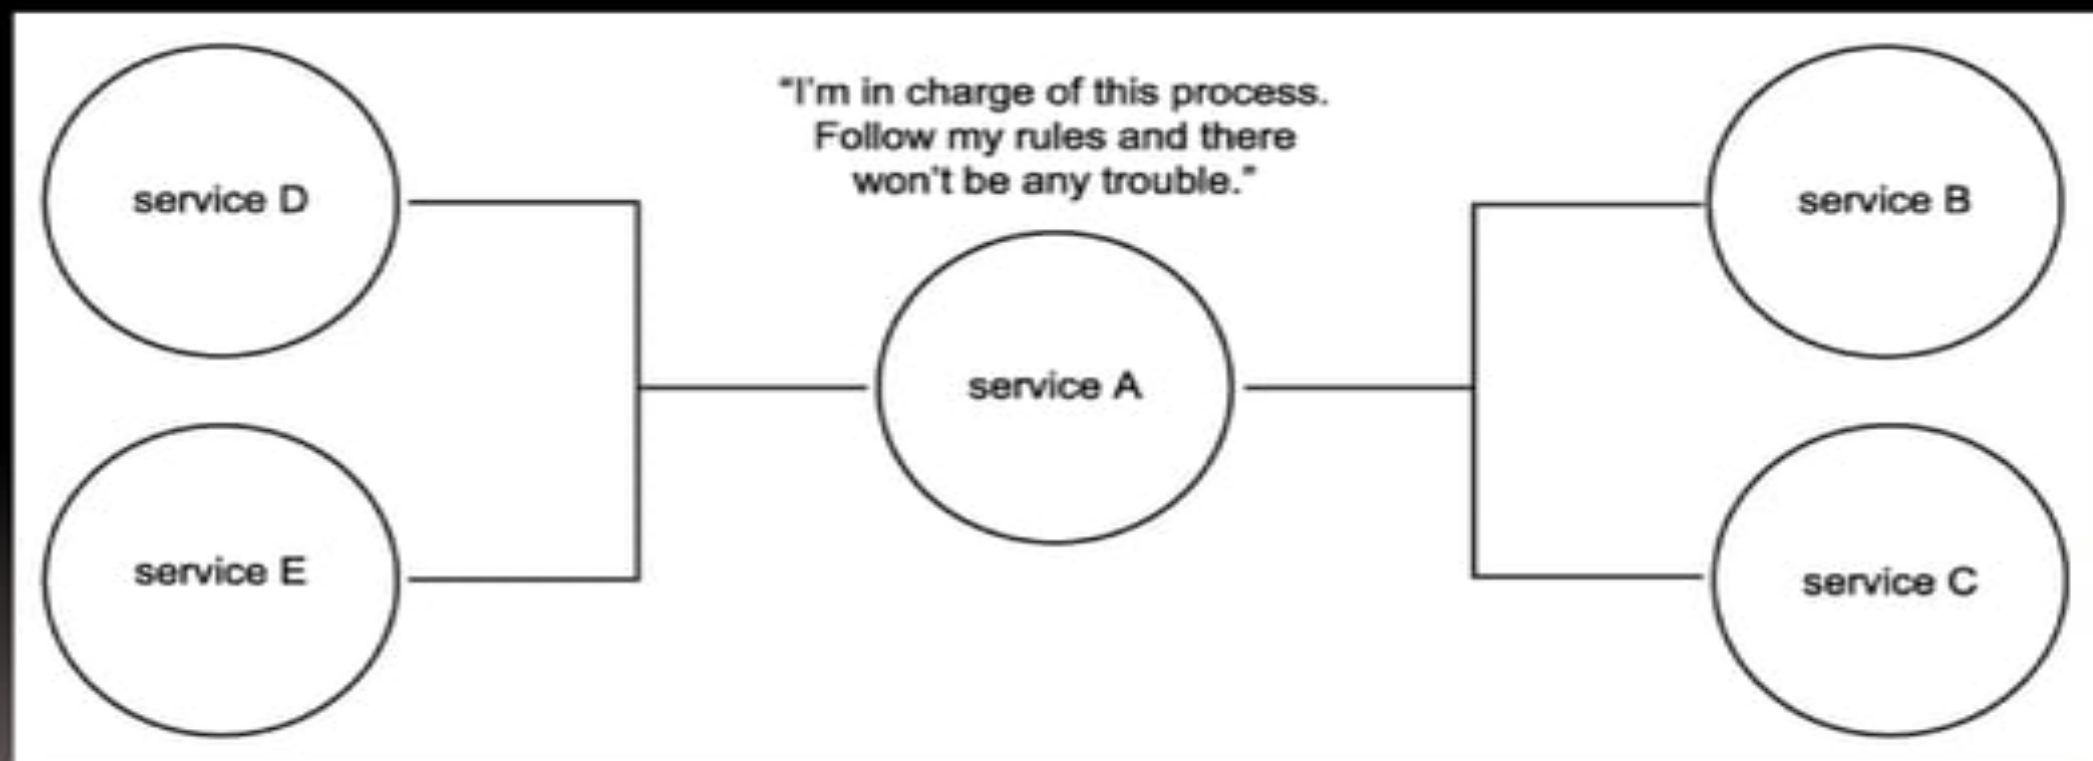 "I'm in charge of this process.
Follow my rules and there
won't be any trouble."
service D
service B
service A
service E
service C